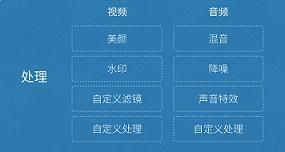 视频 音频
美颜 混音
水印 降噪
处理
自定义滤镜 声音特效
自定义处理 自定义处理